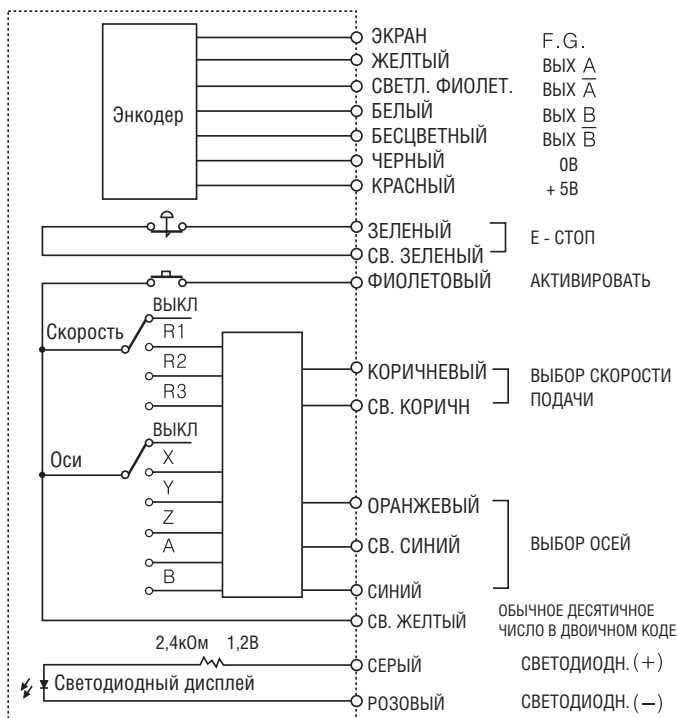 ЭКРАН F.G.
ЖЕЛТЫЙ ВЫХ A
СВЕТЛ. ФИОЛЕТ. ВЫХ A̅
Энкодер
БЕЛЫЙ ВЫХ B
БЕСЦВЕТНЫЙ ВЫХ B̅
ЧЕРНЫЙ 0В
КРАСНЫЙ + 5В
ЗЕЛЕНЫЙ
Е - СТОП
СВ. ЗЕЛЕНЫЙ
ФИОЛЕТОВЫЙ АКТИВИРОВАТЬ
ВЫКЛ
Скорость R1
R2
КОРИЧНЕВЫЙ ВЫБОР СКОРОСТИ
R3
СВ. КОРИЧН ПОДАЧИ
ВЫКЛ
Оси X
Y
ОРАНЖЕВЫЙ
Z
A СВ. СИНИЙ ВЫБОР ОСЕЙ
B
СИНИЙ
СВ. ЖЕЛТЫЙ ОБЫЧНОЕ ДЕСЯТИЧНОЕ
ЧИСЛО В ДВОИЧНОМ КОДЕ
2,4кОм 1,2В
СЕРЫЙ СВЕТОДИОДН. (+)
Светодиодный дисплей
РОЗОВЫЙ СВЕТОДИОДН. (−)